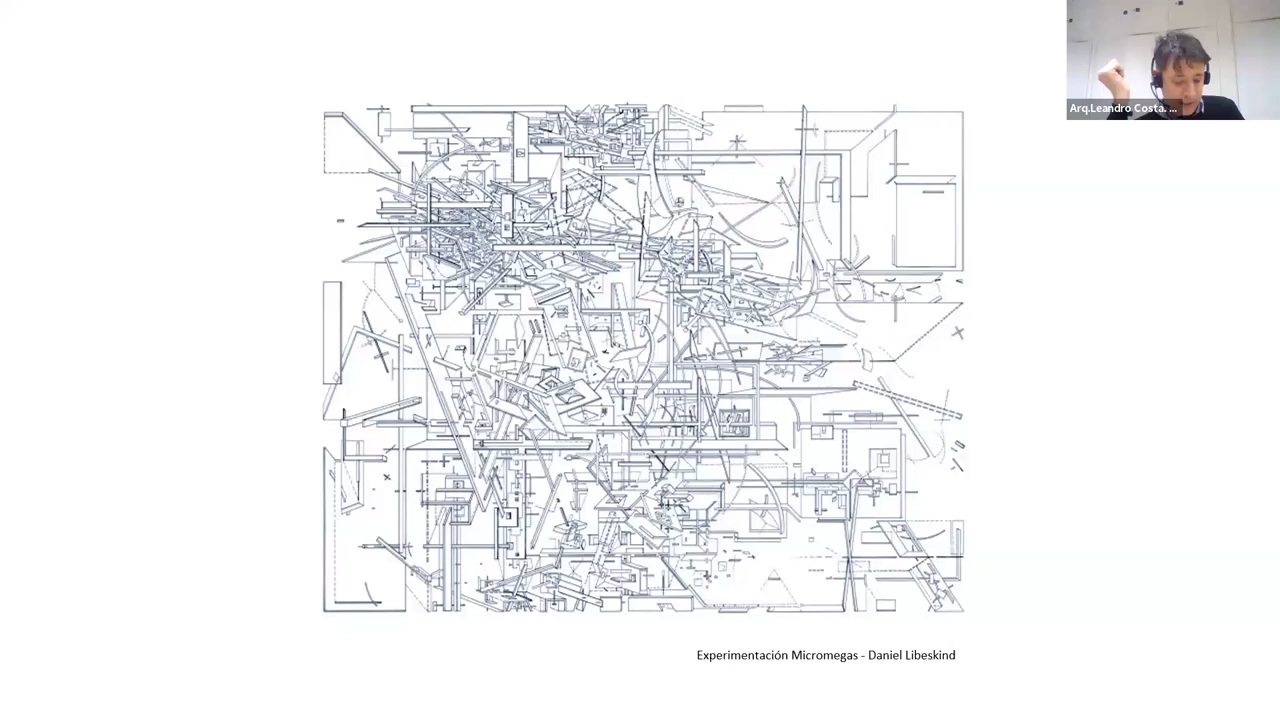 Arq.Leandro Costa. ...
Experimentación Micromegas - Daniel Libeskind